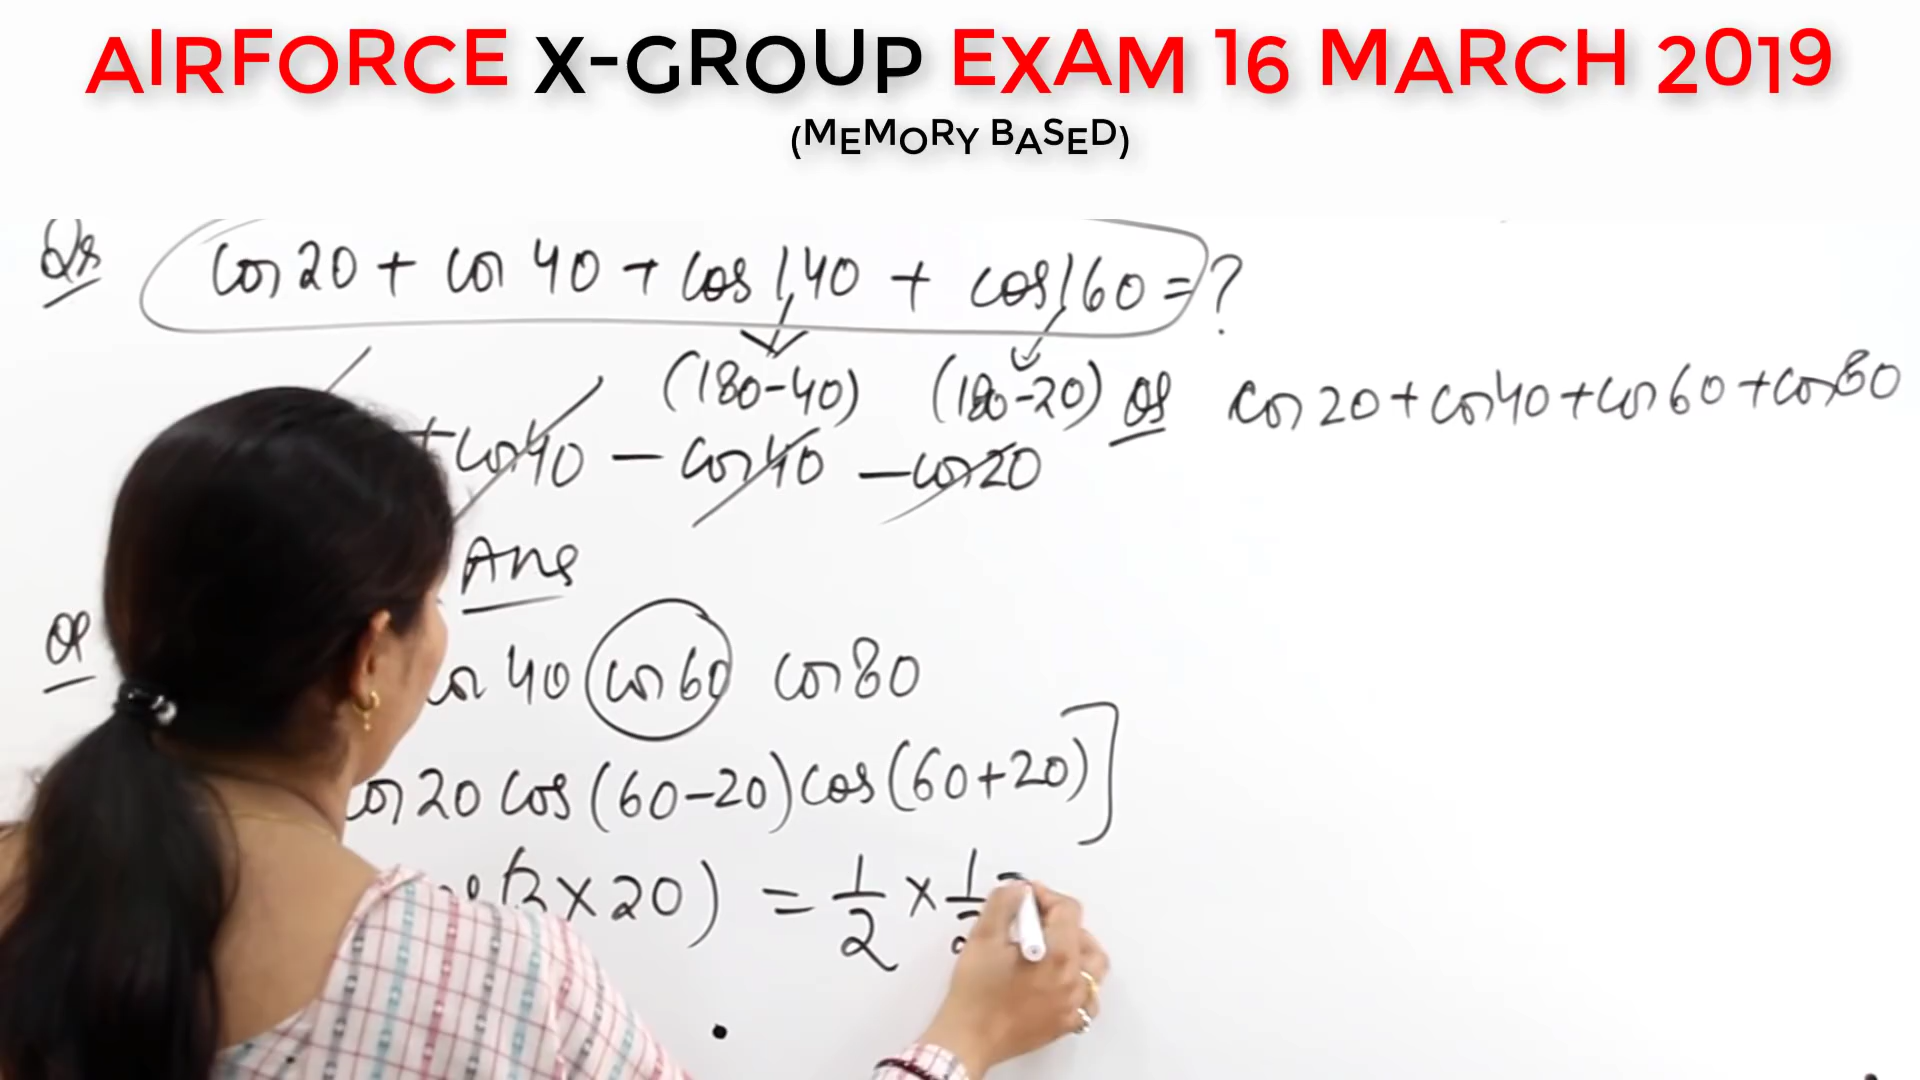 AIRFORCE X-GROUP EXAM 16 MARCH 2019
(MEMORY BASED)
Qs cos 20 + cos 40 + cos 140 + cos 160 = ?
(180-40) (180-20) Or cos 20 + cos 40 + cos 60 + cos 80
+ cos 40 - cos 40 - cos 20
Ans
Or cos 40 cos 60 cos 80
cos 20 cos (60-20) cos (60+20)]
(3 × 20) = 1/2 × 1/